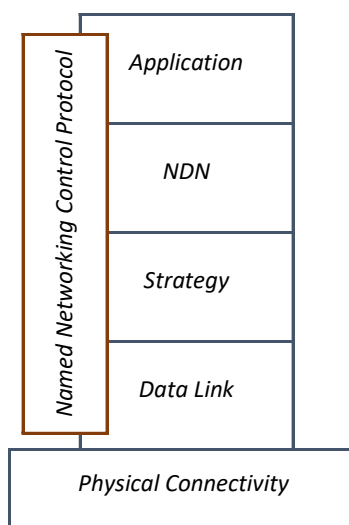 Named Networking Control Protocol
Application
NDN
Strategy
Data Link
Physical Connectivity